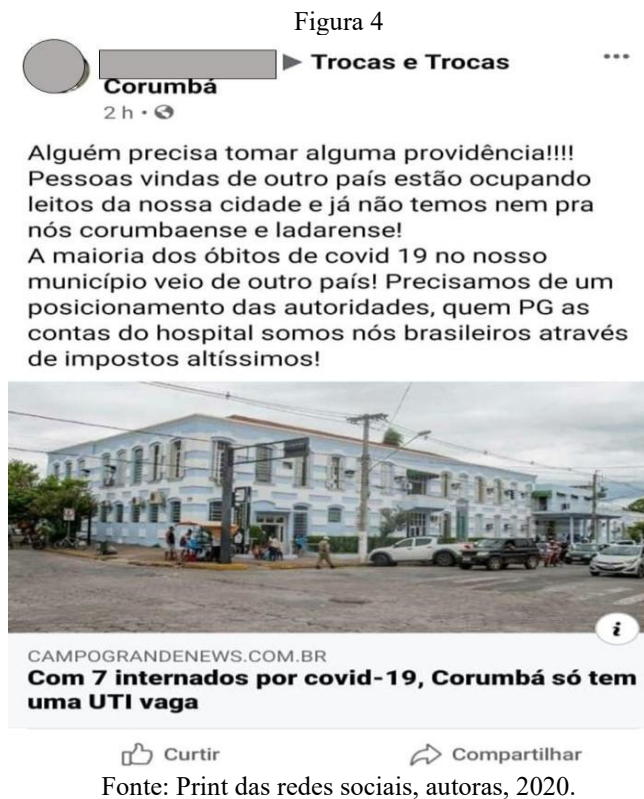 Figura 4
Trocas e Trocas
Corumbá
2 h
Alguém precisa tomar alguma providência!!!!
Pessoas vindas de outro país estão ocupando
leitos da nossa cidade e já não temos nem pra
nós corumbaense e ladarense!
A maioria dos óbitos de covid 19 no nosso
município veio de outro país! Precisamos de um
posicionamento das autoridades, quem PG as
contas do hospital somos nós brasileiros através
de impostos altíssimos!
CAMPOGRANDENEWS.COM.BR
Com 7 internados por covid-19, Corumbá só tem
uma UTI vaga
Curtir Compartilhar
Fonte: Print das redes sociais, autoras, 2020.